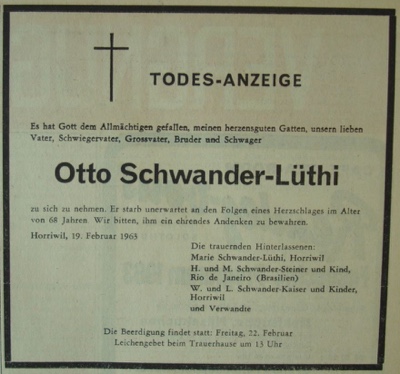 TODES-ANZEIGE
Es hat Gott dem Allmächtigen gefallen, meinen herzensguten Gatten, unsern lieben
Vater, Schwiegervater, Grossvater, Bruder und Schwager
Otto Schwander-Lüthi
zu sich zu nehmen. Er starb unerwartet an den Folgen eines Herzschlages im Alter
von 68 Jahren. Wir bitten, ihm ein ehrendes Andenken zu bewahren.
Horriwil, 19. Februar 1963
Die trauernden Hinterlassenen:
Marie Schwander-Lüthi, Horriwil
H. und M. Schwander-Steiner und Kind,
Rio de Janeiro (Brasilien)
W. und L. Schwander-Kaiser und Kinder,
Horriwil
und Verwandte
Die Beerdigung findet statt: Freitag, 22. Februar
Leichengebet beim Trauerhause um 13 Uhr